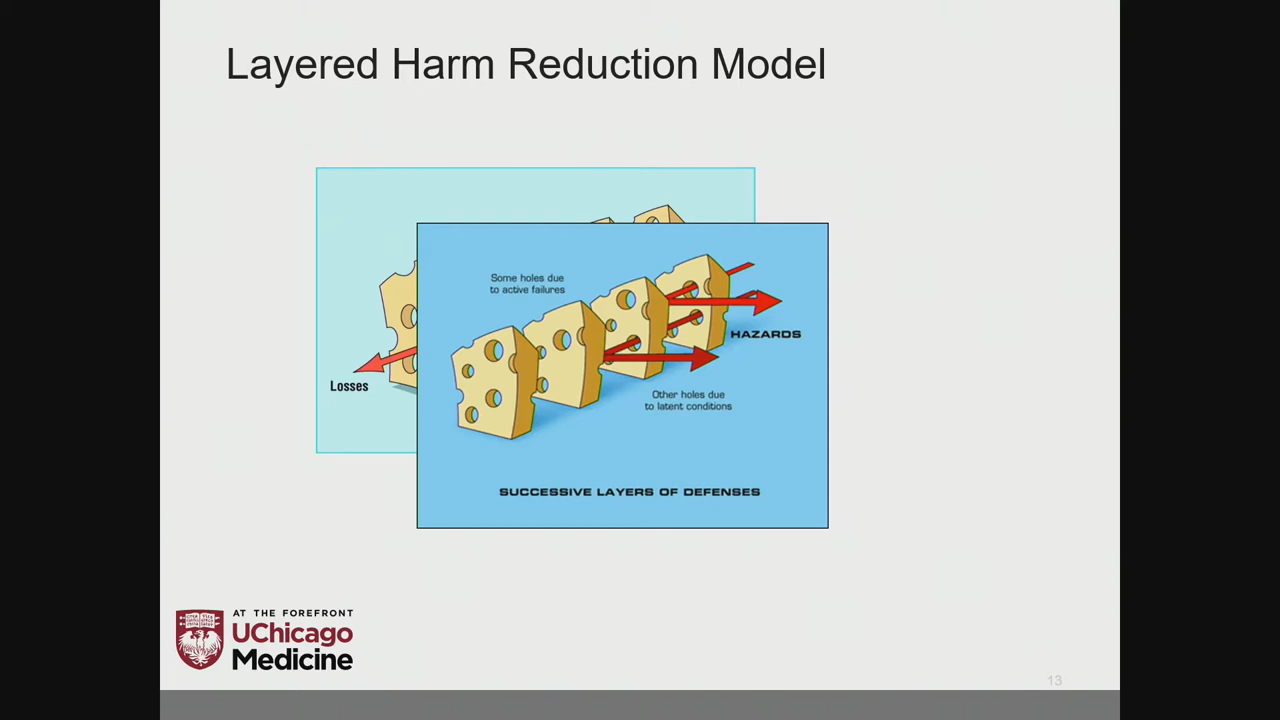 Layered Harm Reduction Model
Some holes due
to active failures
HAZARDS
Losses
Other holes due
to latent conditions
SUCCESSIVE LAYERS OF DEFENSES
AT THE FOREFRONT
UChicago
Medicine
13